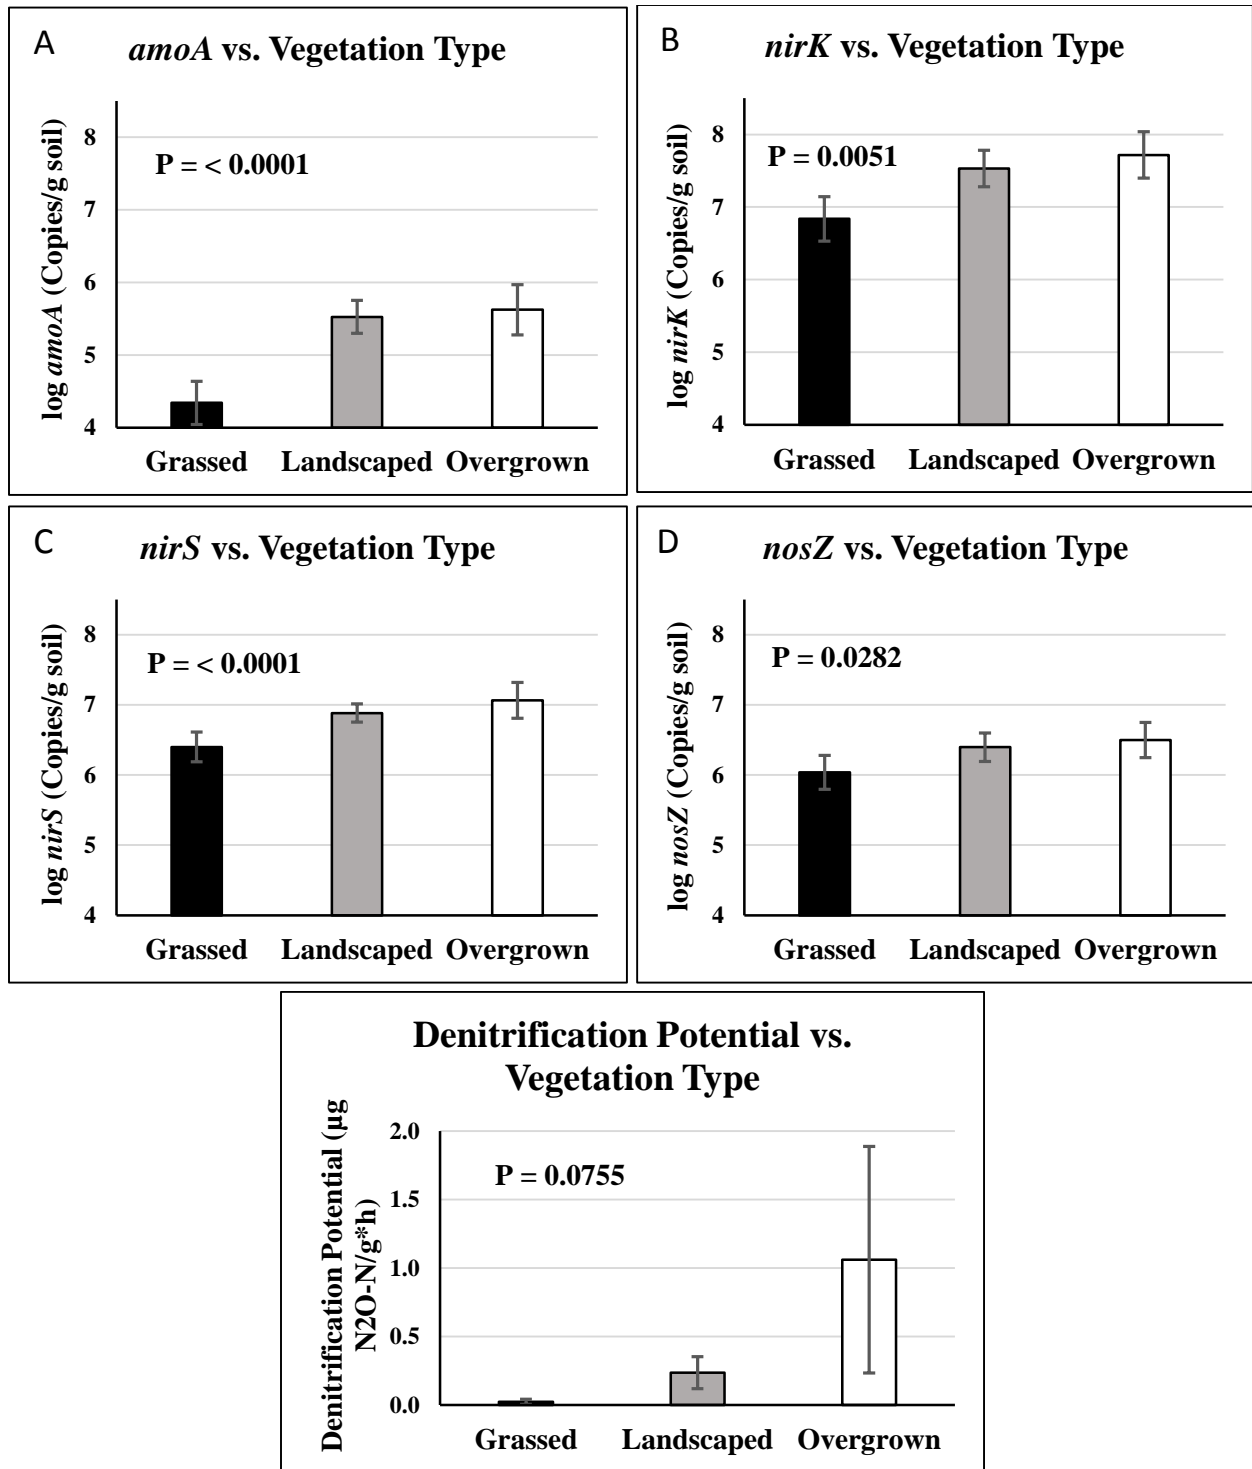 A
amoA vs. Vegetation Type
P = < 0.0001
log amoA (Copies/g soil)
8
7
6
5
4
Grassed Landscaped Overgrown
B
nirK vs. Vegetation Type
P = 0.0051
log nirK (Copies/g soil)
8
7
6
5
4
Grassed Landscaped Overgrown
C
nirS vs. Vegetation Type
P = < 0.0001
log nirS (Copies/g soil)
8
7
6
5
4
Grassed Landscaped Overgrown
D
nosZ vs. Vegetation Type
P = 0.0282
log nosZ (Copies/g soil)
8
7
6
5
4
Grassed Landscaped Overgrown
Denitrification Potential vs.
Vegetation Type
P = 0.0755
Denitrification Potential (µg
N2O-N/g*h)
2.0
1.5
1.0
0.5
0.0
Grassed Landscaped Overgrown